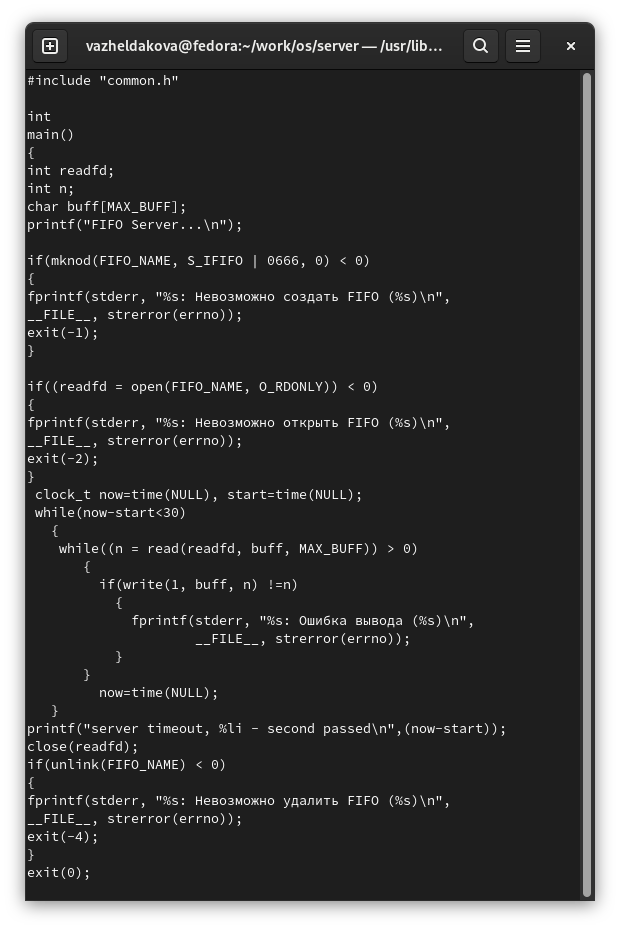 vazheldakova@fedora:~/work/os/server — /usr/lib…
#include "common.h"

int
main()
{
int readfd;
int n;
char buff[MAX_BUFF];
printf("FIFO Server...\n");

if(mknod(FIFO_NAME, S_IFIFO | 0666, 0) < 0)
{
fprintf(stderr, "%s: Невозможно создать FIFO (%s)\n",
__FILE__, strerror(errno));
exit(-1);
}

if((readfd = open(FIFO_NAME, O_RDONLY)) < 0)
{
fprintf(stderr, "%s: Невозможно открыть FIFO (%s)\n",
__FILE__, strerror(errno));
exit(-2);
}
 clock_t now=time(NULL), start=time(NULL);
 while(now-start<30)
   {
    while((n = read(readfd, buff, MAX_BUFF)) > 0)
       {
         if(write(1, buff, n) !=n)
           {
             fprintf(stderr, "%s: Ошибка вывода (%s)\n",
                     __FILE__, strerror(errno));
           }
       }
         now=time(NULL);
   }
printf("server timeout, %li - second passed\n",(now-start));
close(readfd);
if(unlink(FIFO_NAME) < 0)
{
fprintf(stderr, "%s: Невозможно удалить FIFO (%s)\n",
__FILE__, strerror(errno));
exit(-4);
}
exit(0);